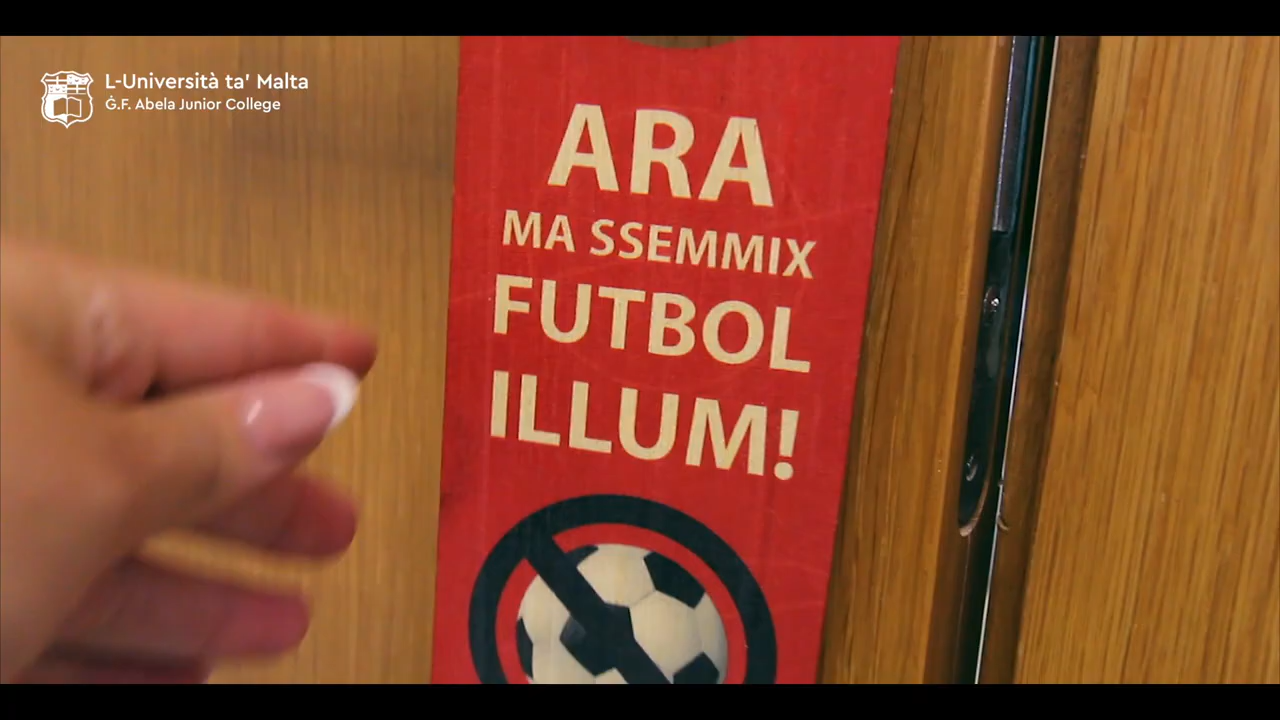 L-Università ta' Malta
Ġ.F. Abela Junior College
ARA
MA SSEMMIX
FUTBOL
ILLUM!